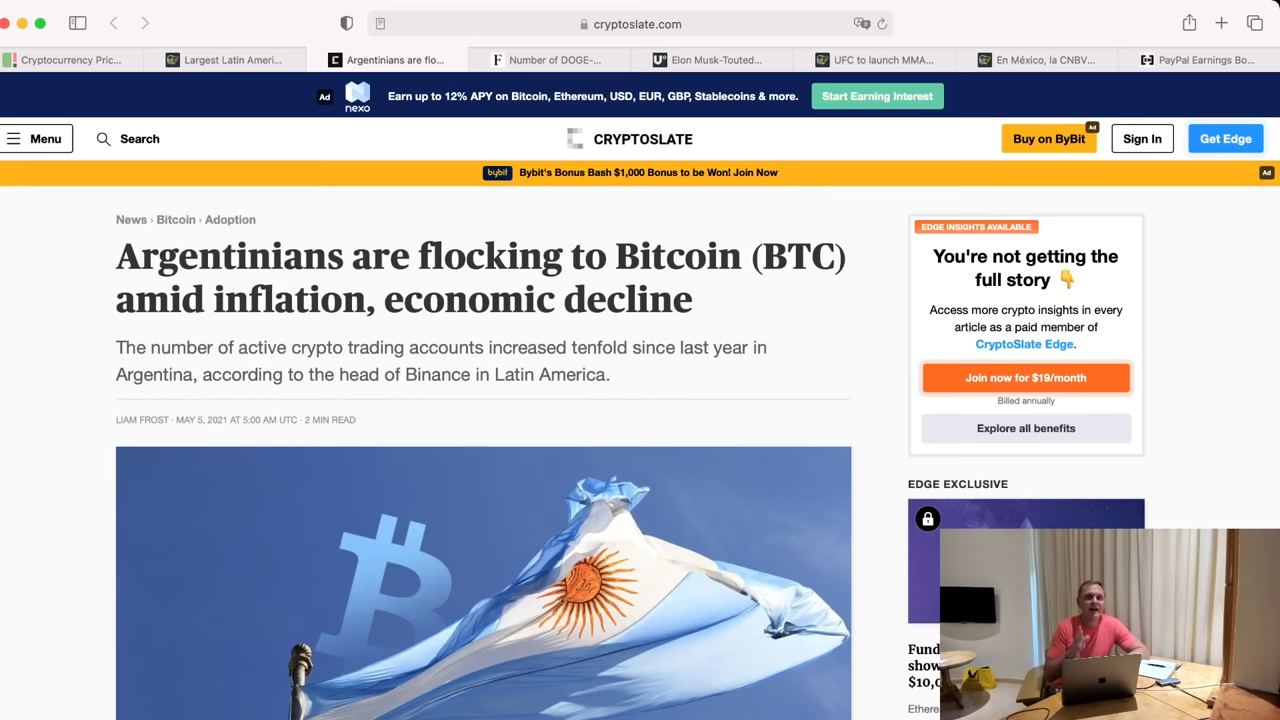 cryptoslate.com
Cryptocurrency Pric...
Largest Latin Ameri...
Argentinians are flo...
Number of DOGE-...
Elon Musk-Touted...
UFC to launch MMA...
En México, la CNBV...
PayPal Earnings Bo...
Ad
nexo
Earn up to 12% APY on Bitcoin, Ethereum, USD, EUR, GBP, Stablecoins & more.
Start Earning Interest
Menu
Search
CRYPTOSLATE
Buy on ByBit
Ad
Sign In
Get Edge
bybit
Bybit's Bonus Bash $1,000 Bonus to be Won! Join Now
Ad
News › Bitcoin › Adoption
Argentinians are flocking to Bitcoin (BTC)
amid inflation, economic decline
The number of active crypto trading accounts increased tenfold since last year in
Argentina, according to the head of Binance in Latin America.
LIAM FROST · MAY 5, 2021 AT 5:00 AM UTC · 2 MIN READ
EDGE INSIGHTS AVAILABLE
You're not getting the
full story 👇
Access more crypto insights in every
article as a paid member of
CryptoSlate Edge.
Join now for $19/month
Billed annually
Explore all benefits
EDGE EXCLUSIVE
Fund
show
$10,0
Ethere